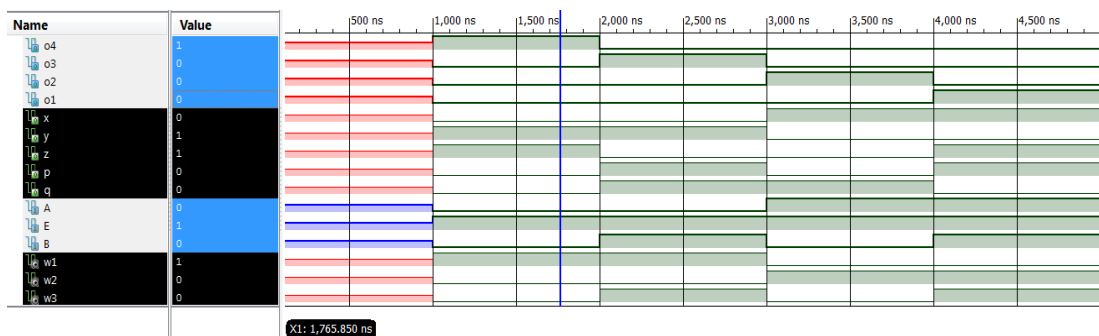 Name Value 500 ns 1,000 ns 1,500 ns 2,000 ns 2,500 ns 3,000 ns 3,500 ns 4,000 ns 4,500 ns
o4 1
o3 0
o2 0
o1 0
x 0
y 1
z 1
p 0
q 0
A 0
E 1
B 0
w1 1
w2 0
w3 0
X1: 1,765.850 ns